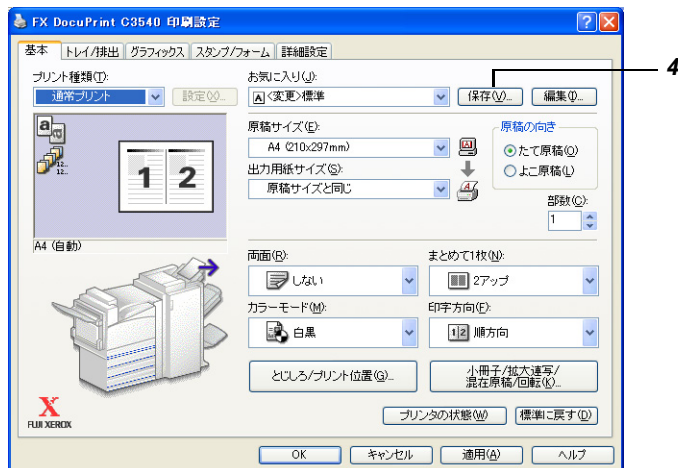 FX DocuPrint C3540 印刷設定
基本 トレイ/排出 グラフィックス スタンプ/フォーム 詳細設定
プリント種類(T):
通常プリント 設定(X)...
お気に入り(J):
A <変更>標準 保存(V)... 編集(I)...
4
a
12..
12..
1 2
A4 (自動)
原稿サイズ(E):
A4 (210x297mm)
出力用紙サイズ(S):
原稿サイズと同じ
原稿の向き
たて原稿(O)
よこ原稿(L)
部数(C):
1
両面(R):
しない
まとめて1枚(N):
2アップ
カラーモード(M):
白黒
印字方向(F):
12 順方向
とじしろ/プリント位置(G)...
小冊子/拡大連写/
混在原稿/回転(K)...
X
FUJI XEROX
プリンタの状態(W) 標準に戻す(D)
OK キャンセル 適用(A) ヘルプ